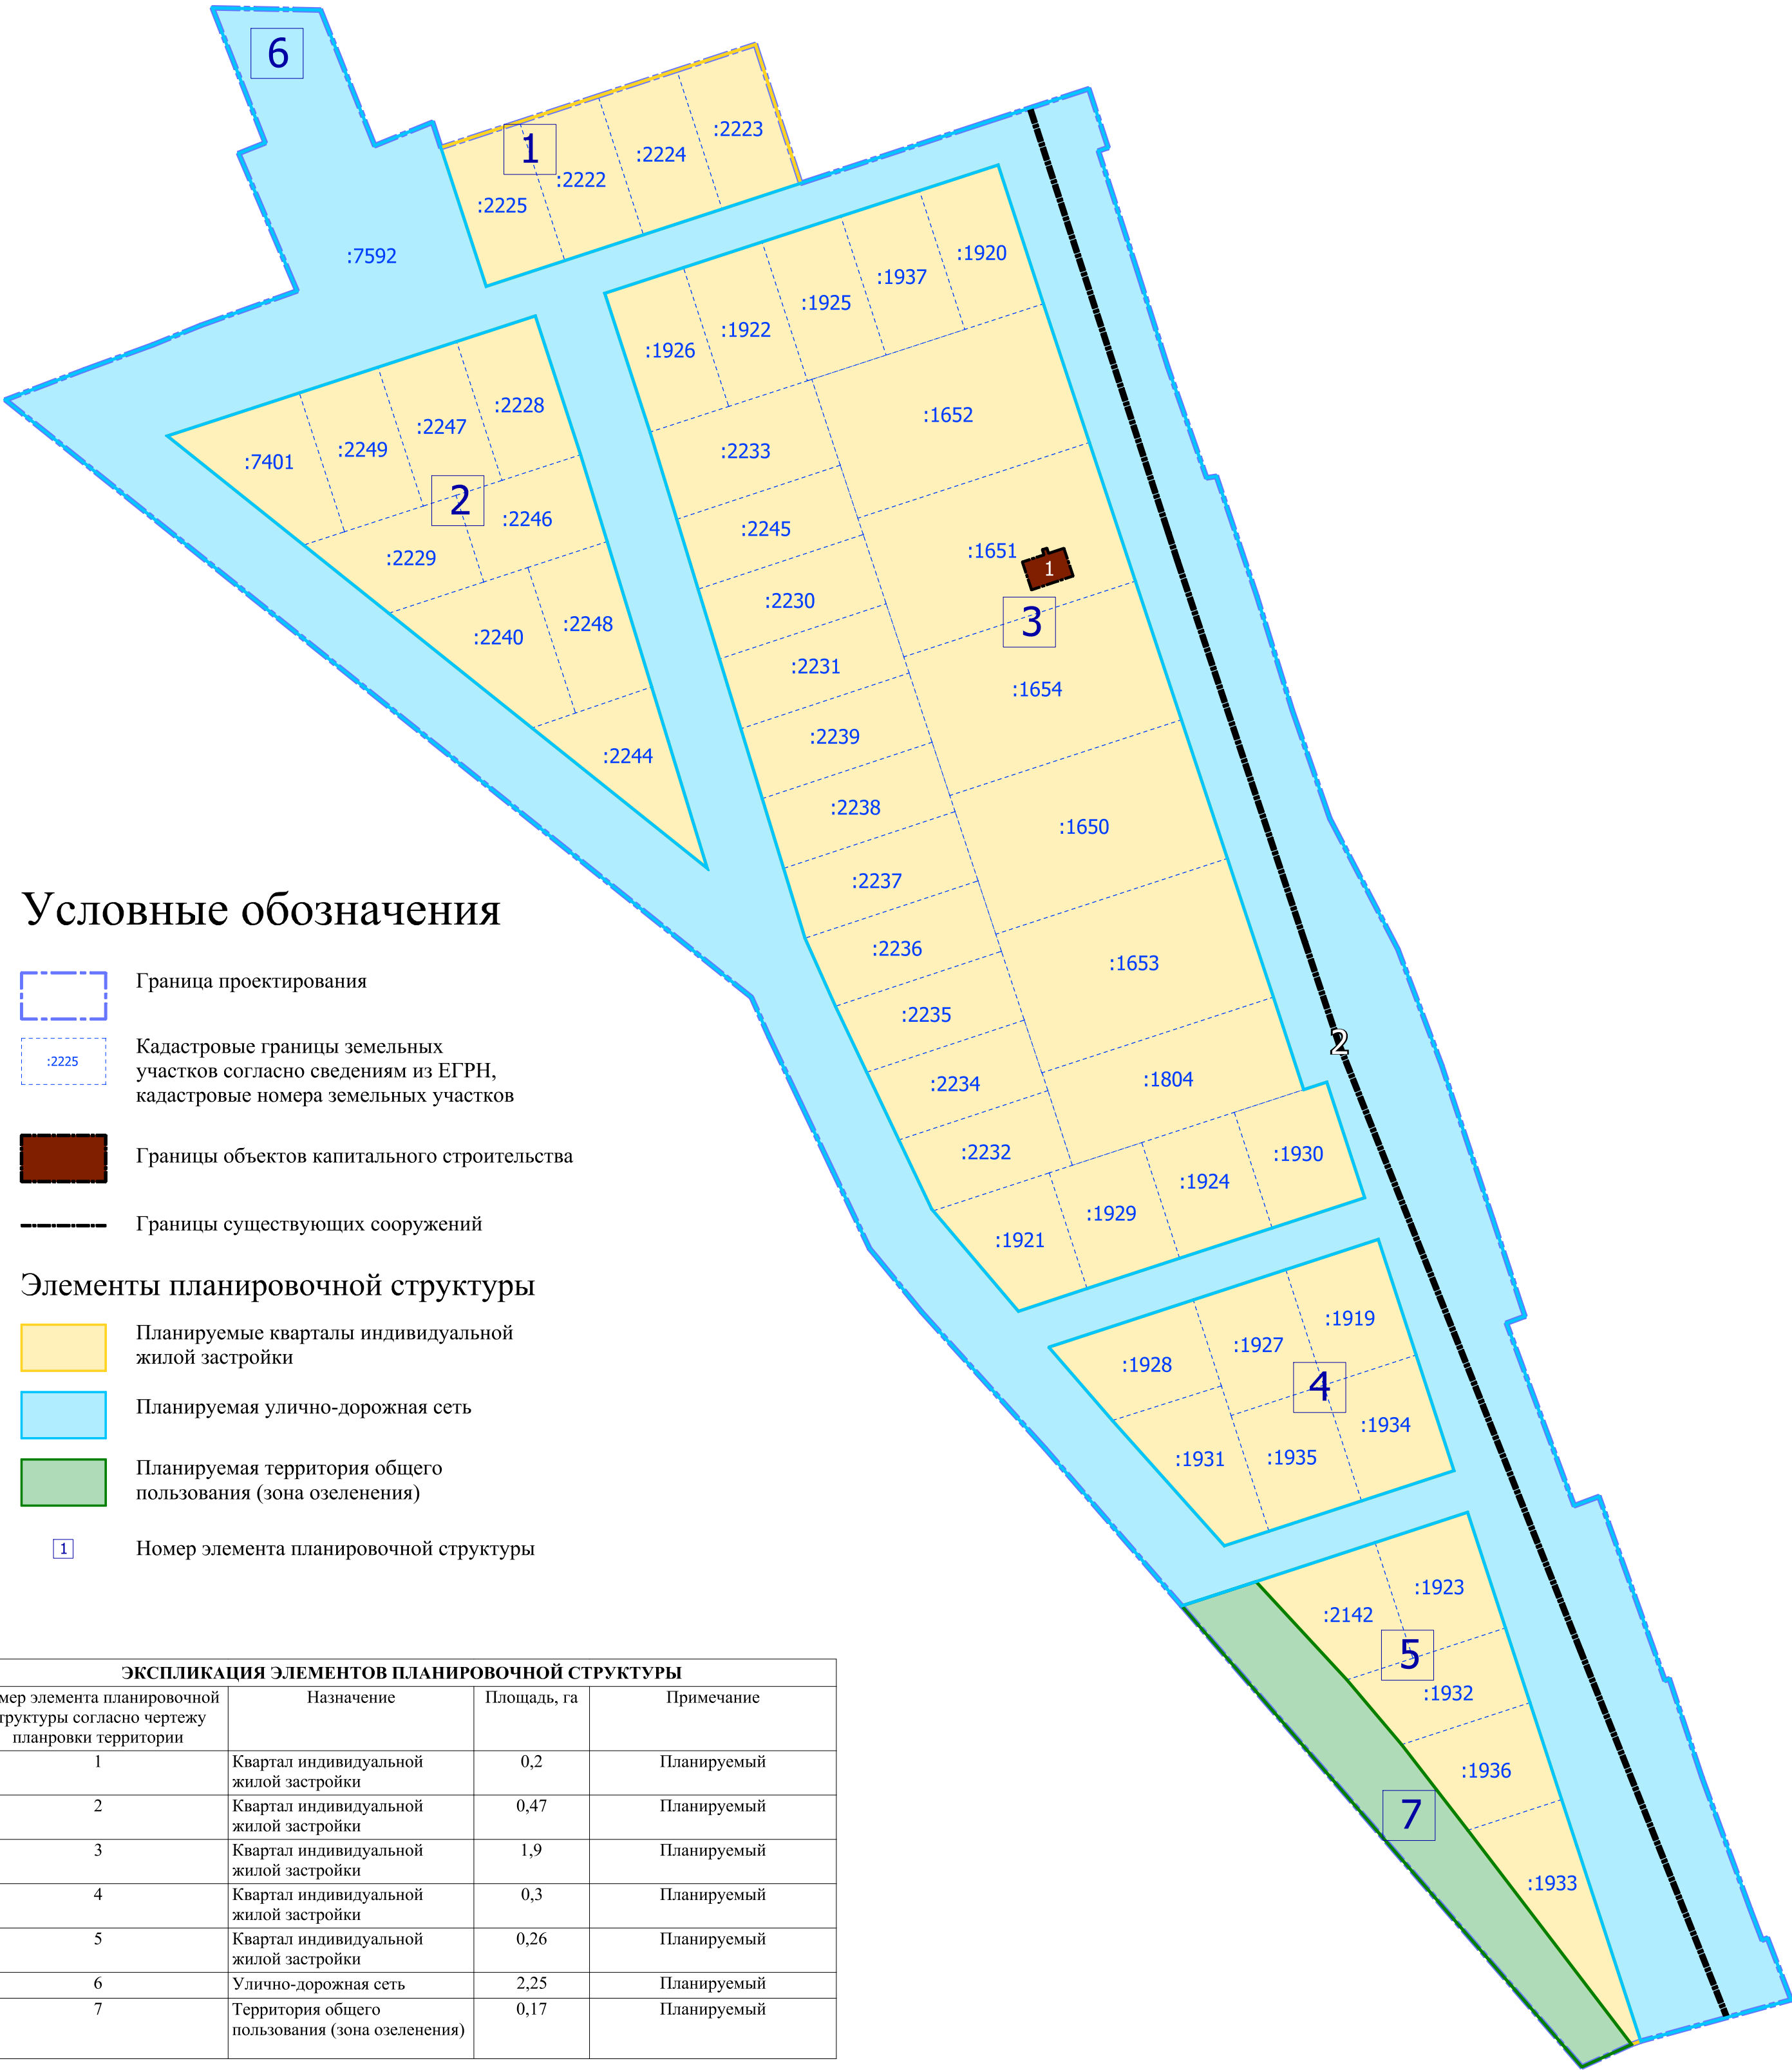 6
1
:2223
:2224
:2222
:2225
:7592
:1920
:1937
:1925
:1922
:1926
:2228
:2247
:2249
:7401
2
:2246
:2229
:2248
:2240
:2244
:1652
:2233
:2245
:1651
1
3
:2230
:2231
:1654
:2239
:2238
:1650
:2237
:2236
:1653
:2235
2
:2234
:1804
:2232
:1930
:1924
:1929
:1921
:1919
:1927
:1928
4
:1934
:1935
:1931
:1923
:2142
5
:1932
:1936
7
:1933
Условные обозначения
Граница проектирования
:2225
Кадастровые границы земельных
участков согласно сведениям из ЕГРН,
кадастровые номера земельных участков
Границы объектов капитального строительства
Границы существующих сооружений
Элементы планировочной структуры
Планируемые кварталы индивидуальной
жилой застройки
Планируемая улично-дорожная сеть
Планируемая территория общего
пользования (зона озеленения)
1
Номер элемента планировочной структуры
ЭКСПЛИКАЦИЯ ЭЛЕМЕНТОВ ПЛАНИРОВОЧНОЙ СТРУКТУРЫ
мер элемента планировочной
труктуры согласно чертежу
планровки территории
Назначение
Площадь, га
Примечание
1
Квартал индивидуальной
жилой застройки
0,2
Планируемый
2
Квартал индивидуальной
жилой застройки
0,47
Планируемый
3
Квартал индивидуальной
жилой застройки
1,9
Планируемый
4
Квартал индивидуальной
жилой застройки
0,3
Планируемый
5
Квартал индивидуальной
жилой застройки
0,26
Планируемый
6
Улично-дорожная сеть
2,25
Планируемый
7
Территория общего
пользования (зона озеленения)
0,17
Планируемый